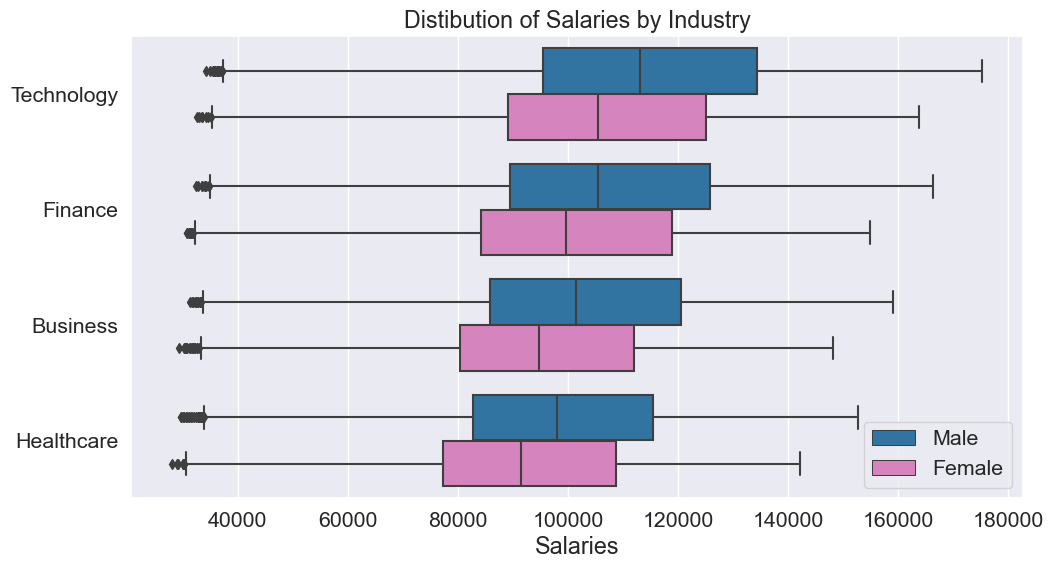 Distibution of Salaries by Industry
Technology
Finance
Business
Healthcare
Male
Female
40000 60000 80000 100000 120000 140000 160000 180000
Salaries